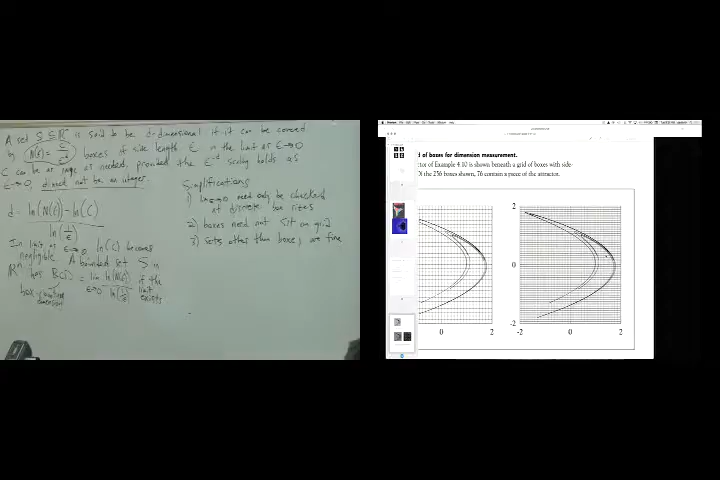 A set S ⊆ ℝⁿ is said to be d-dimensional if it can be covered
by N(ε) = C/ε⁻ᵈ boxes of side length ε in the limit as ε→0
C can be as large as needed, provided the ε⁻ᵈ scaling holds as
ε→0, d need not be an integer.
d = ln(N(ε)) - ln(C)
ln(1/ε)
In limit as ε→0, ln(C) becomes
negligible. A bounded set S in
ℝⁿ has = lim ε→0 ln(N(ε)) / ln(1/ε) if the
limit
exists
box-counting
dimension
Simplifications
1) lim ε→0 need only be checked
at discrete box sizes
2) boxes need not sit on grid
3) sets other than boxes are fine
of boxes for dimension measurement.
ctor of Example 4.10 is shown beneath a grid of boxes with side-
Of the 256 boxes shown, 76 contain a piece of the attractor.
0 2
2
0
-2
-2 0 2